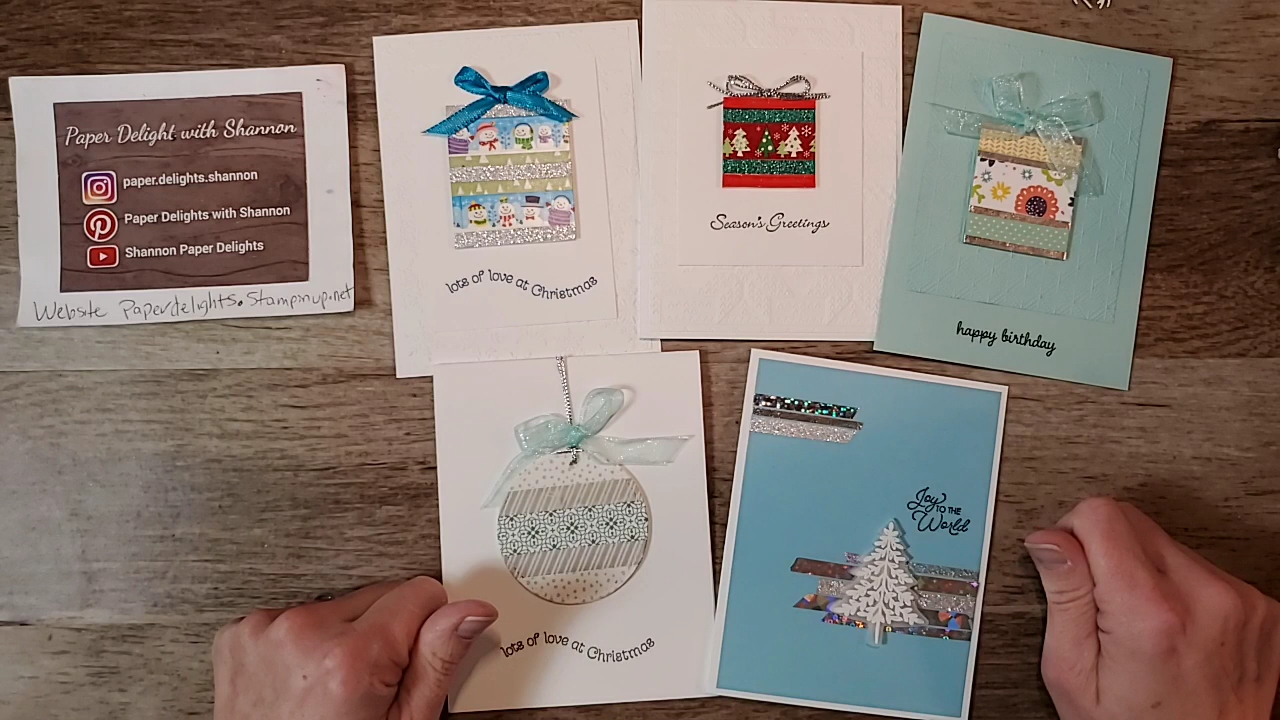 Paper Delight with Shannon
paper.delights.shannon
Paper Delights with Shannon
Shannon Paper Delights
Website Paperdelights.Stampinup.net
lots of love at Christmas
Season's Greetings
happy birthday
lots of love at Christmas
Joy
TO THE
World